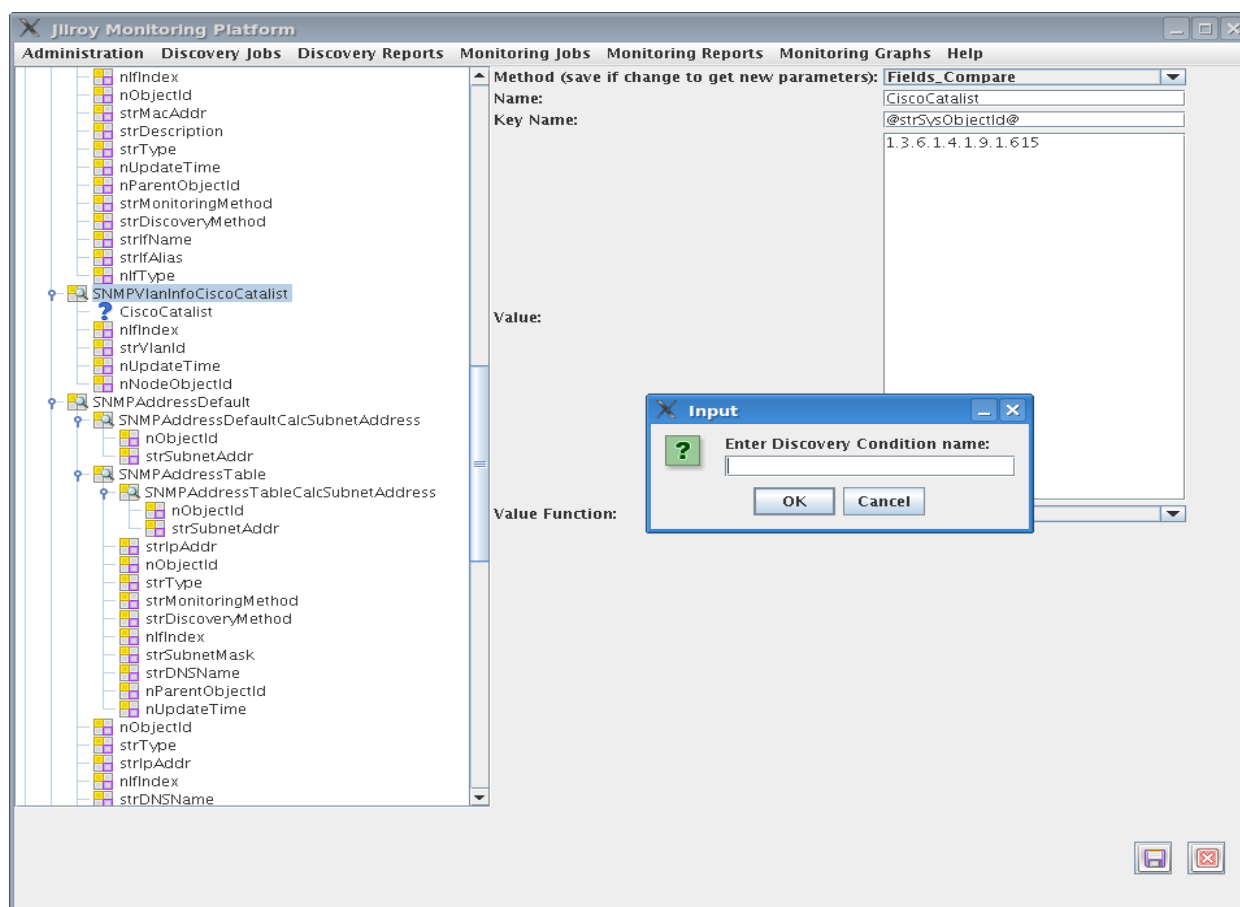 Jilroy Monitoring Platform
Administration Discovery Jobs Discovery Reports Monitoring Jobs Monitoring Reports Monitoring Graphs Help
nIfIndex
nObjectId
strMacAddr
strDescription
strType
nUpdateTime
nParentObjectId
strMonitoringMethod
strDiscoveryMethod
strIfName
strIfAlias
nIfType
SNMPVlanInfoCiscoCatalist
? CiscoCatalist
nIfIndex
strVlanId
nUpdateTime
nNodeObjectId
SNMPAddressDefault
SNMPAddressDefaultCalcSubnetAddress
nObjectId
strSubnetAddr
SNMPAddressTable
SNMPAddressTableCalcSubnetAddress
nObjectId
strSubnetAddr
strIpAddr
nObjectId
strType
strMonitoringMethod
strDiscoveryMethod
nIfIndex
strSubnetMask
strDNSName
nParentObjectId
nUpdateTime
nObjectId
strType
strIpAddr
nIfIndex
strDNSName
Method (save if change to get new parameters): Fields_Compare
Name: CiscoCatalist
Key Name: @strSysObjectId@
1.3.6.1.4.1.9.1.615
Value:
Value Function:
Input
? Enter Discovery Condition name:
OK Cancel